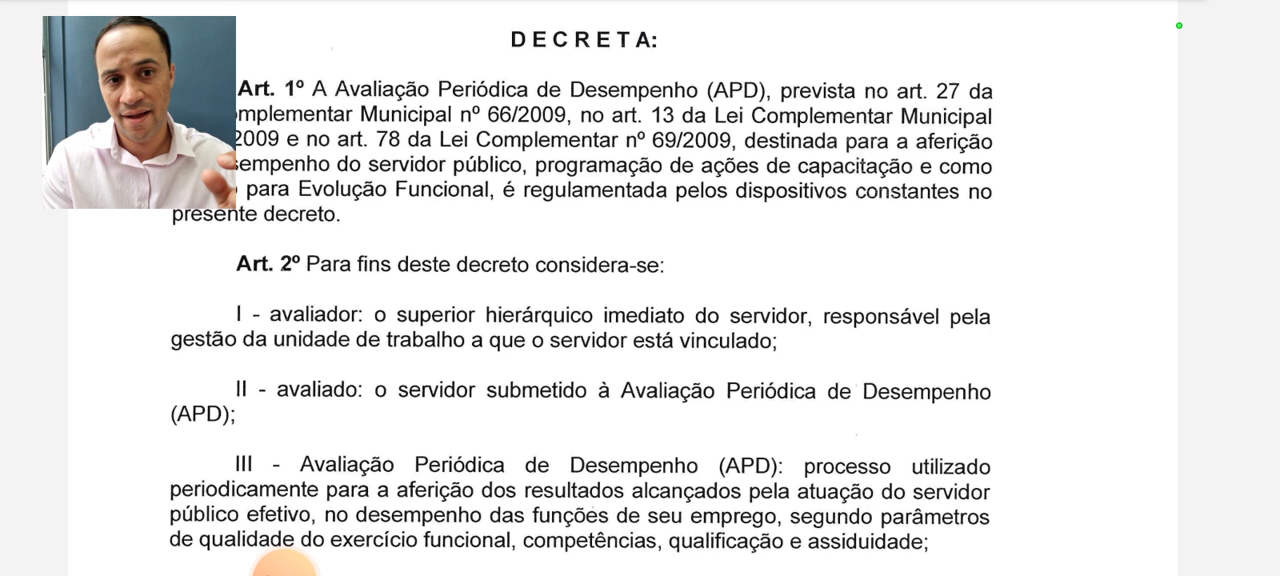 D E C R E T A:
Art. 1º A Avaliação Periódica de Desempenho (APD), prevista no art. 27 da
mplementar Municipal nº 66/2009, no art. 13 da Lei Complementar Municipal
2009 e no art. 78 da Lei Complementar nº 69/2009, destinada para a aferição
sempenho do servidor público, programação de ações de capacitação e como
para Evolução Funcional, é regulamentada pelos dispositivos constantes no
presente decreto.
Art. 2º Para fins deste decreto considera-se:
I - avaliador: o superior hierárquico imediato do servidor, responsável pela
gestão da unidade de trabalho a que o servidor está vinculado;
II - avaliado: o servidor submetido à Avaliação Periódica de Desempenho
(APD);
III - Avaliação Periódica de Desempenho (APD): processo utilizado
periodicamente para a aferição dos resultados alcançados pela atuação do servidor
público efetivo, no desempenho das funções de seu emprego, segundo parâmetros
de qualidade do exercício funcional, competências, qualificação e assiduidade;